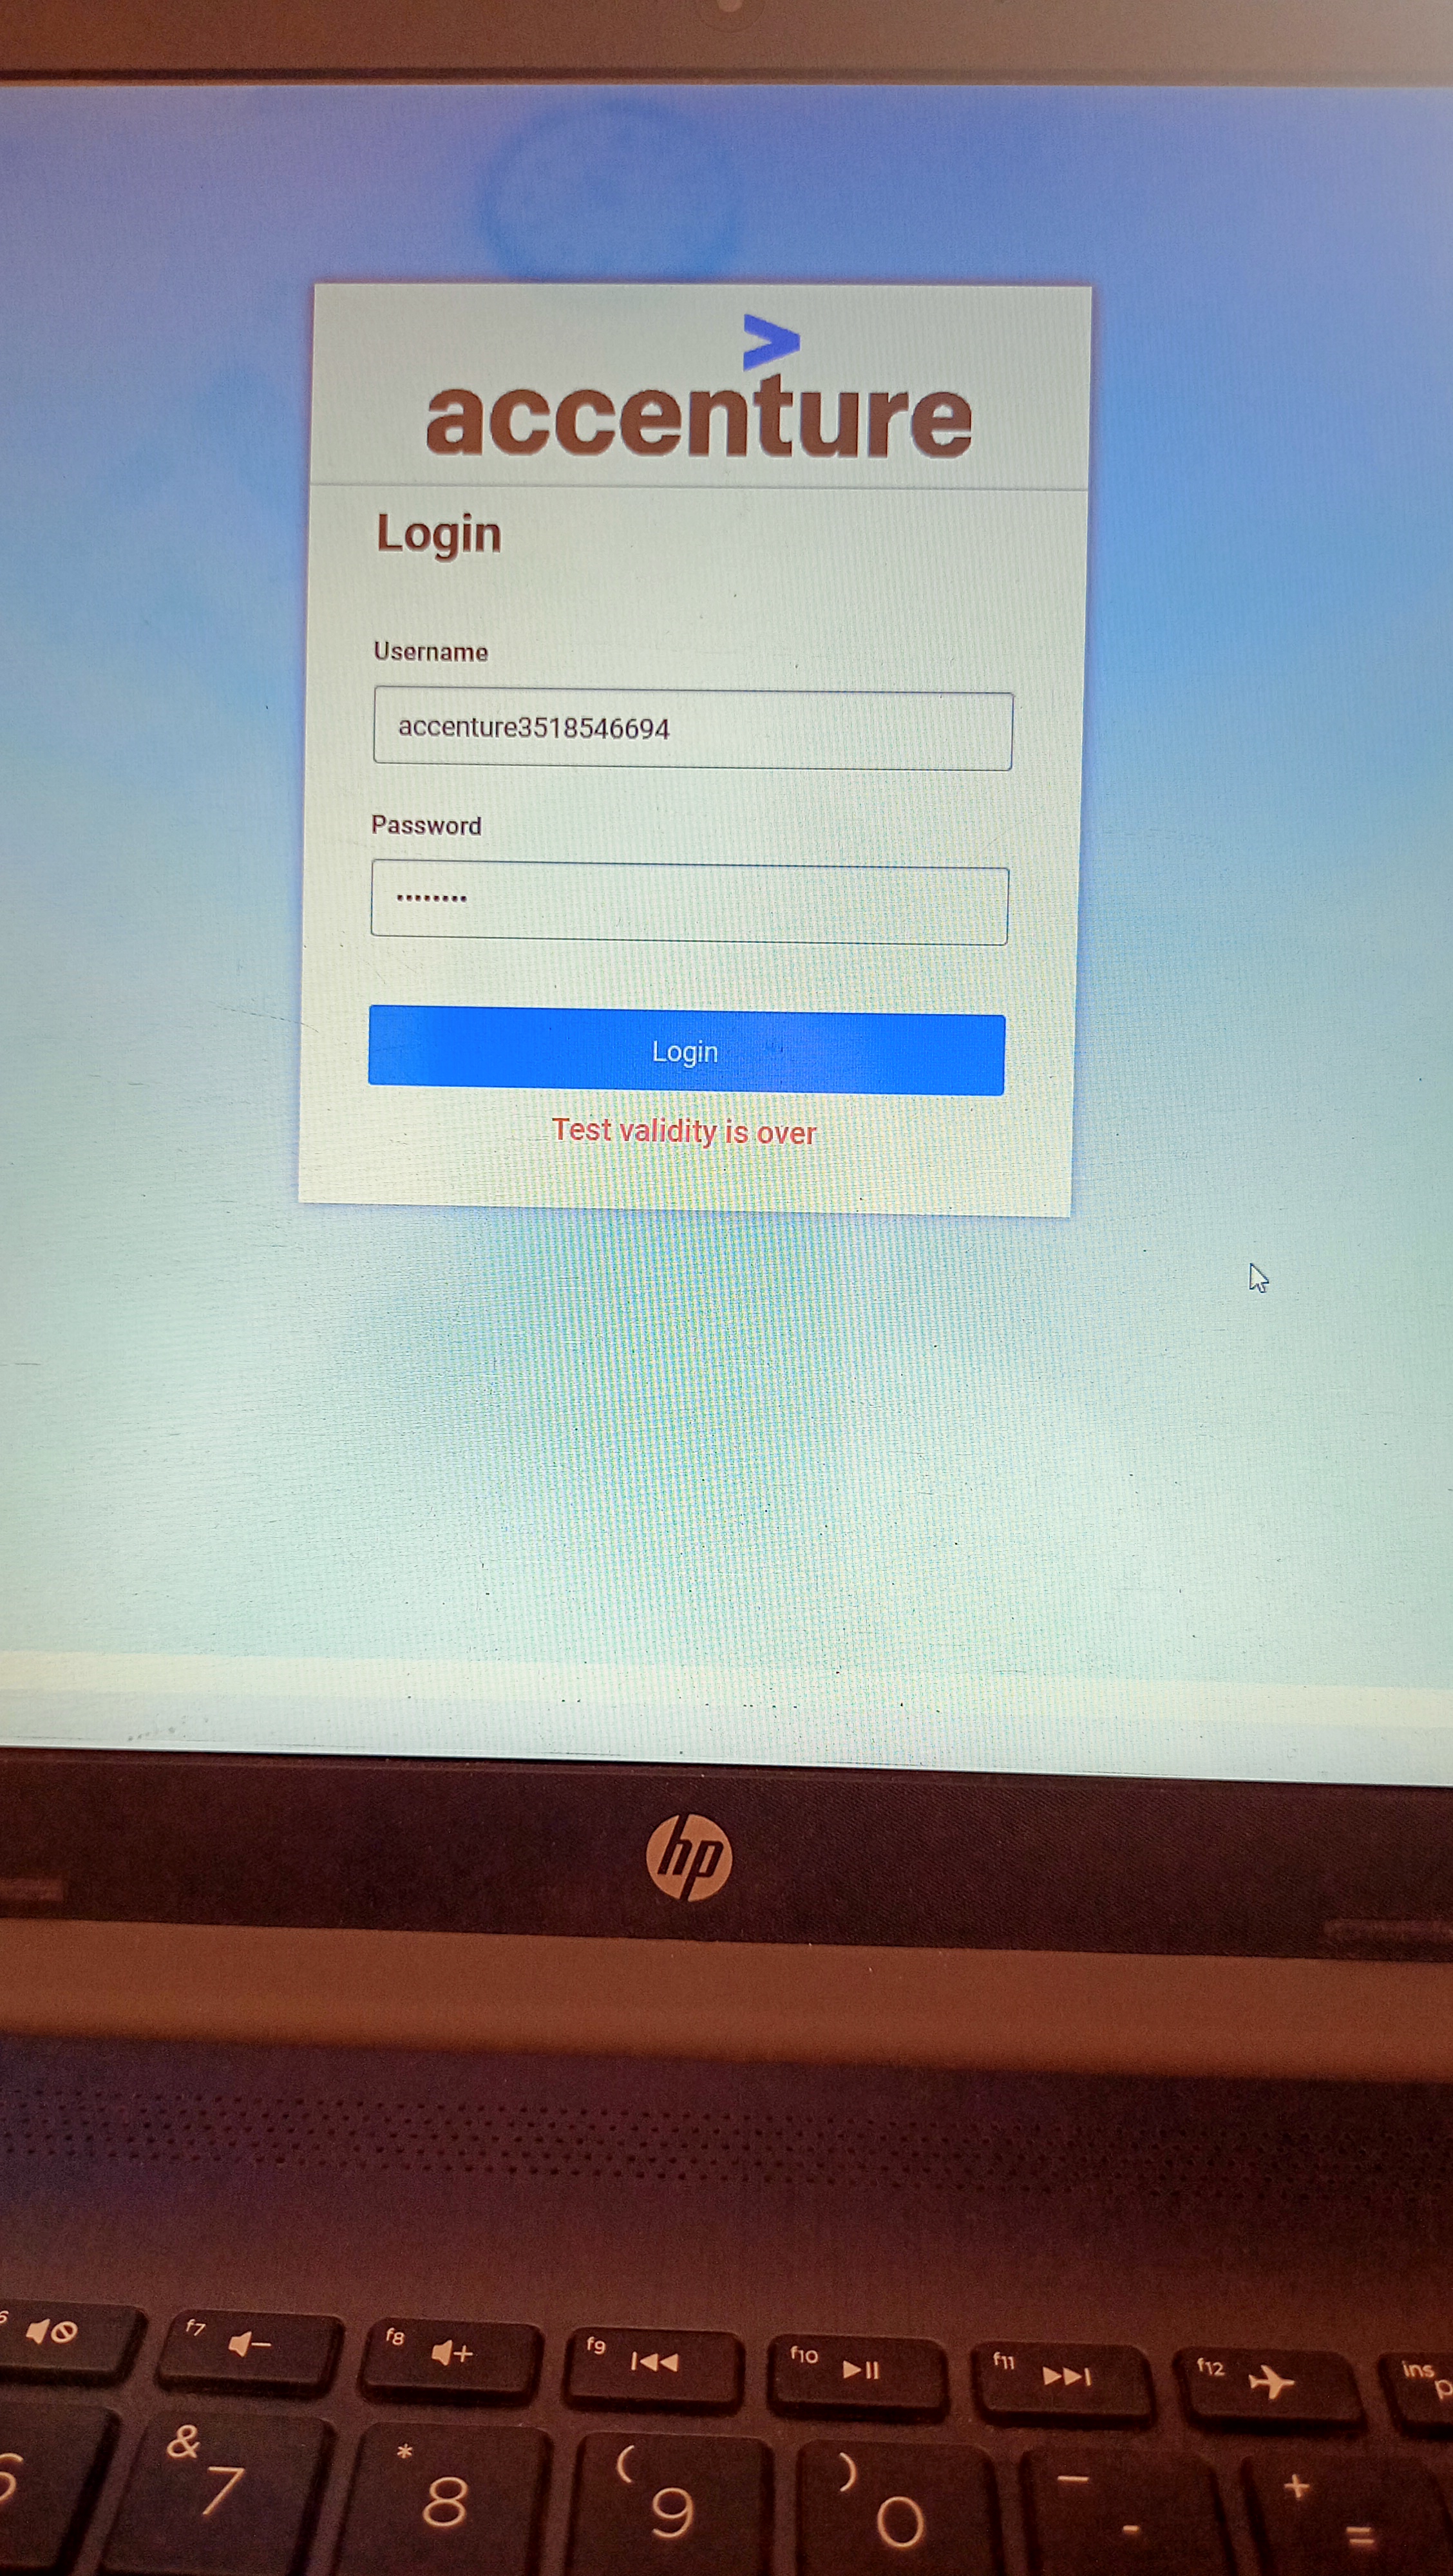 >
accenture
Login
Username
accenture3518546694
Password
••••••••
Login
Test validity is over
hp
f7
f8
f9
f10
f11
f12
ins
&
7
*
8
(
9
)
0
_
-
+
=